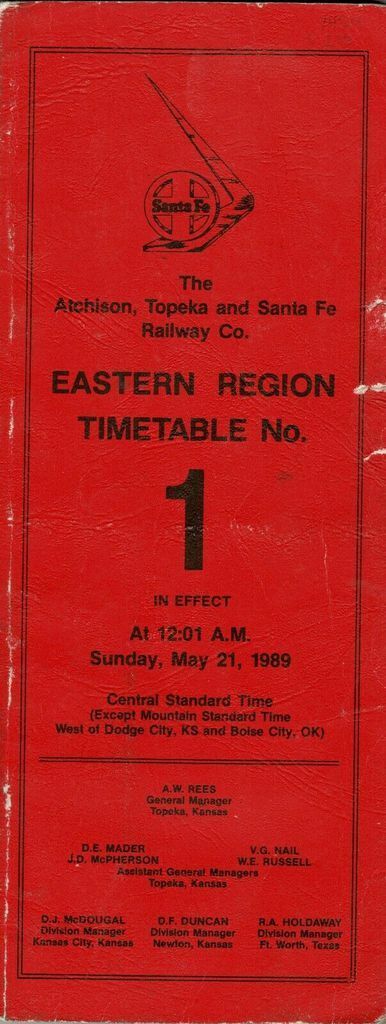 Santa Fe
The
Atchison, Topeka and Santa Fe
Railway Co.
EASTERN REGION
TIMETABLE No.
1
IN EFFECT
At 12:01 A.M.
Sunday, May 21, 1989
Central Standard Time
(Except Mountain Standard Time
West of Dodge City, KS and Boise City, OK)
A.W. REES
General Manager
Topeka, Kansas
D.E. MADER V.G. NAIL
J.D. McPHERSON W.E. RUSSELL
Assistant General Managers
Topeka, Kansas
D.J. McDOUGAL D.F. DUNCAN R.A. HOLDAWAY
Division Manager Division Manager Division Manager
Kansas City, Kansas Newton, Kansas Ft. Worth, Texas